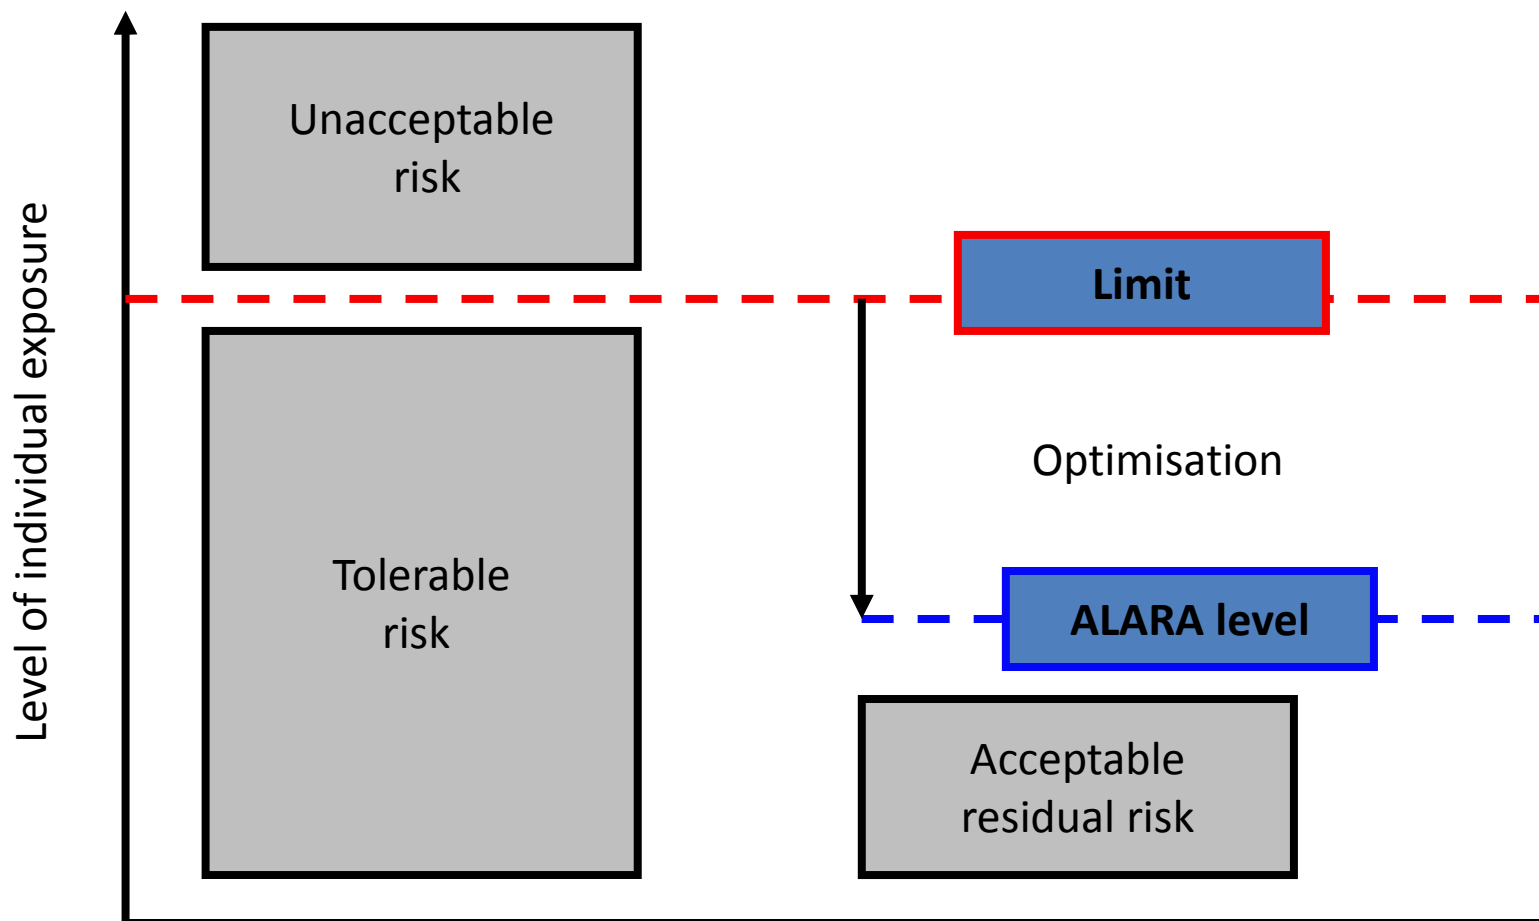 Level of individual exposure
Unacceptable
risk
Limit
Optimisation
Tolerable
risk
ALARA level
Acceptable
residual risk